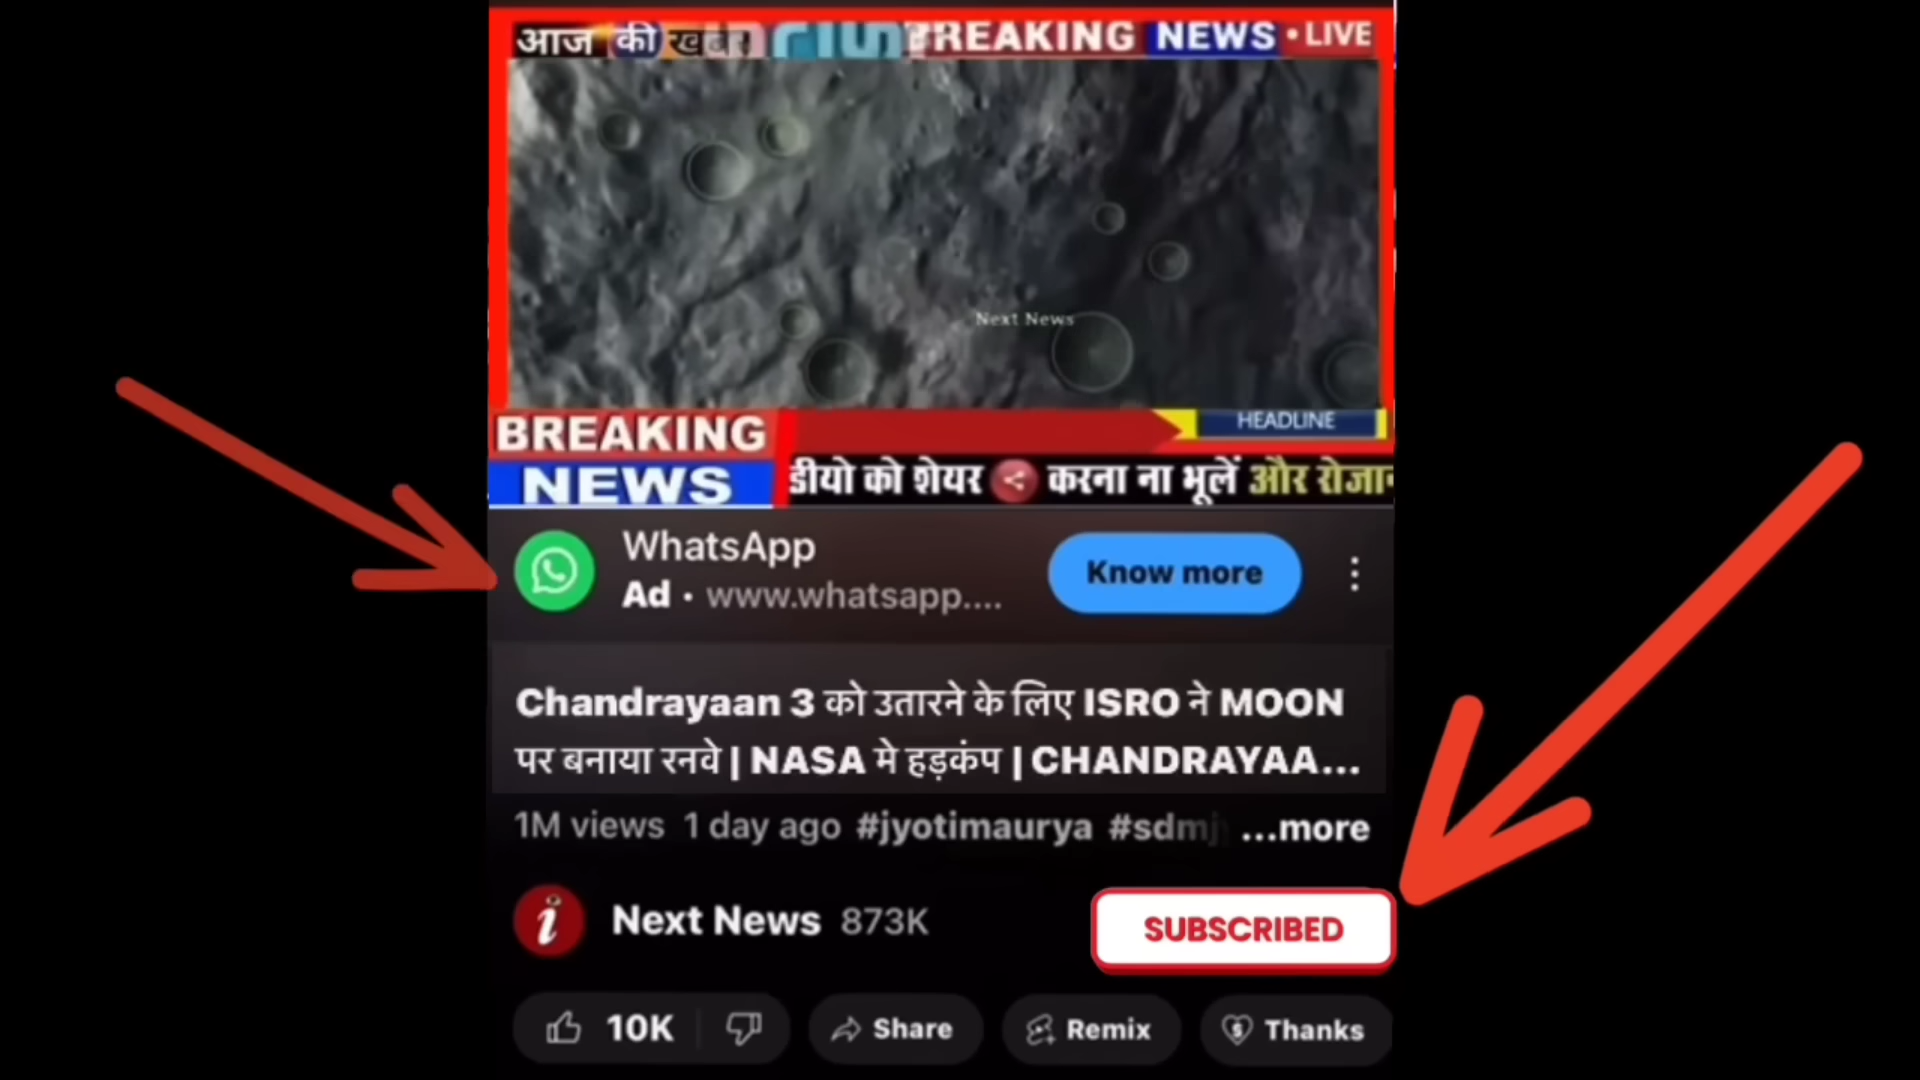 आज की खबर BREAKING NEWS • LIVE
Next News
BREAKING
NEWS
HEADLINE
डीयो को शेयर करना ना भूलें और रोजान
WhatsApp
Ad • www.whatsapp....
Know more
Chandrayaan 3 को उतारने के लिए ISRO ने MOON
पर बनाया रनवे | NASA मे हड़कंप | CHANDRAYAA...
1M views 1 day ago #jyotimaurya #sdmj ...more
Next News 873K
SUBSCRIBED
10K Share Remix Thanks